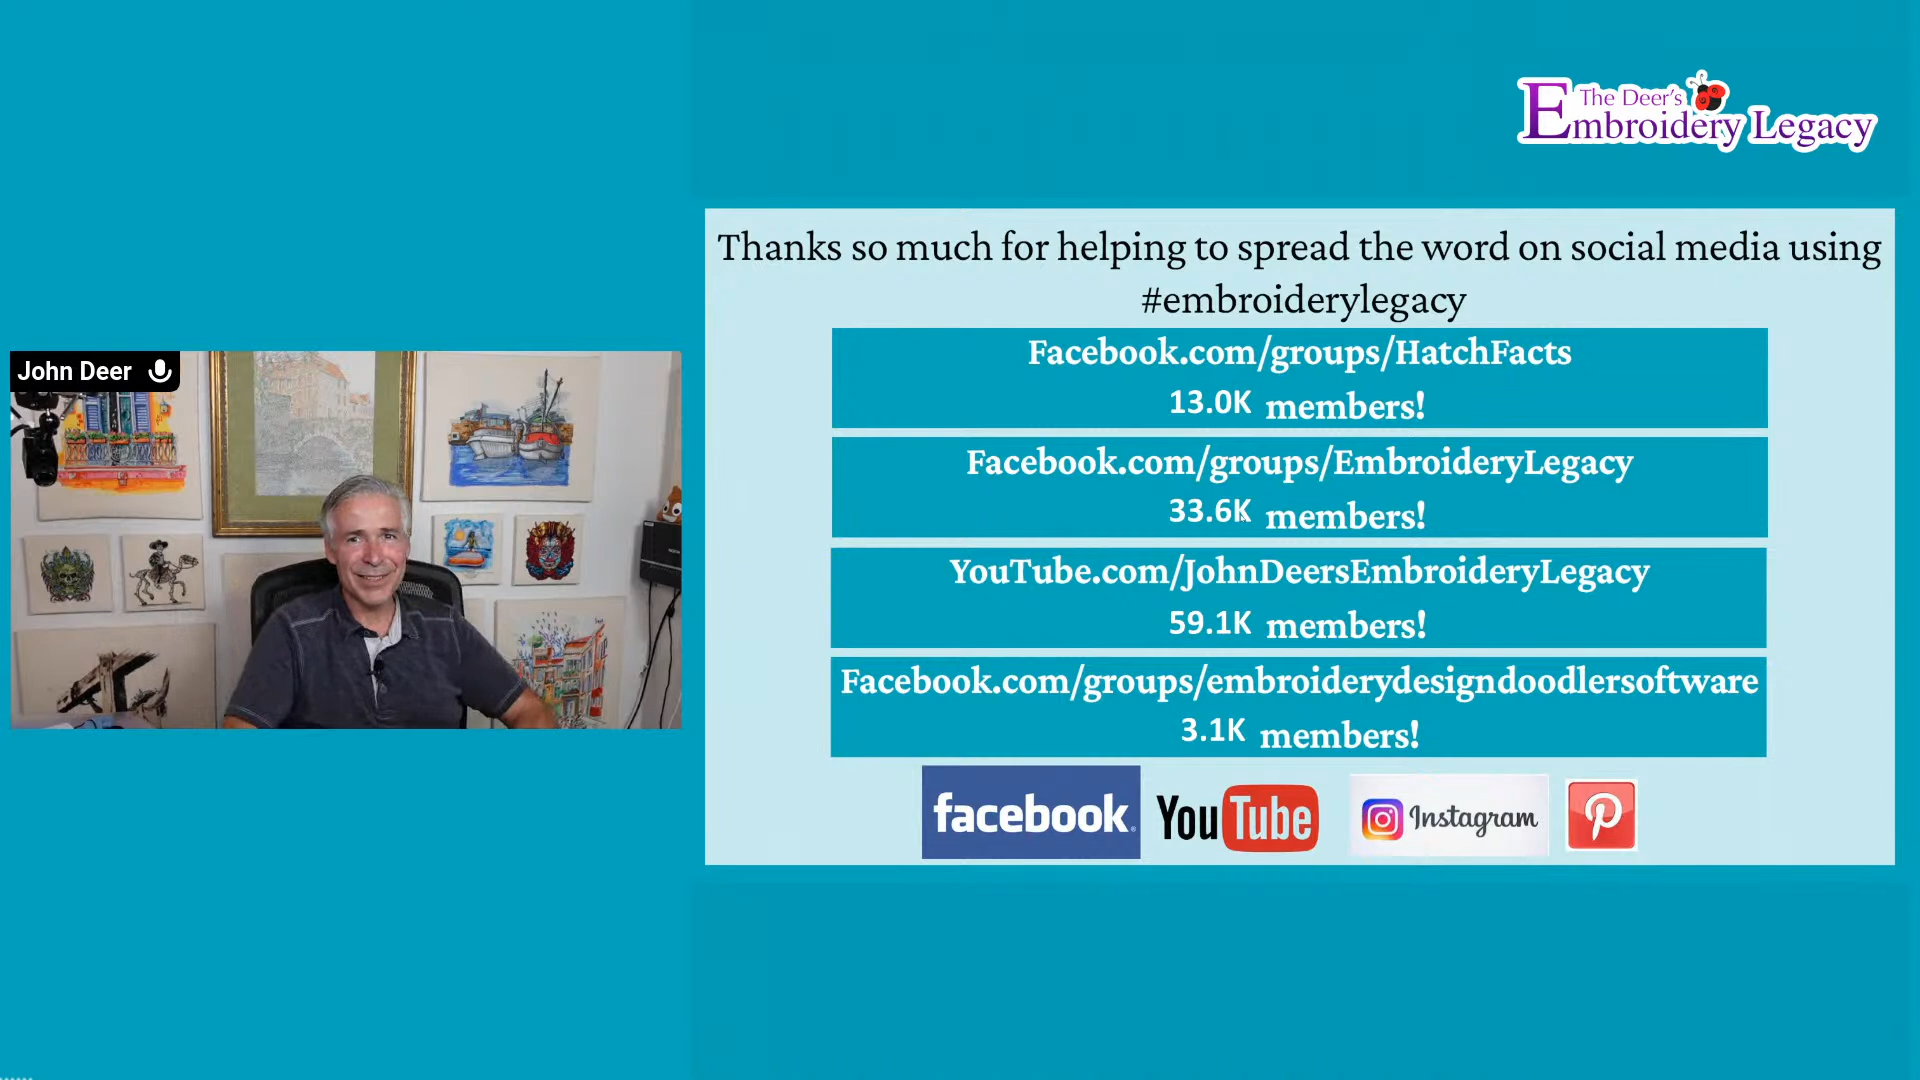 The Deer's
Embroidery Legacy
Thanks so much for helping to spread the word on social media using
#embroiderylegacy
John Deer
Facebook.com/groups/HatchFacts
13.0K members!
Facebook.com/groups/EmbroideryLegacy
33.6K members!
YouTube.com/JohnDeersEmbroideryLegacy
59.1K members!
Facebook.com/groups/embroiderydesigndoodlersoftware
3.1K members!
facebook
YouTube
Instagram